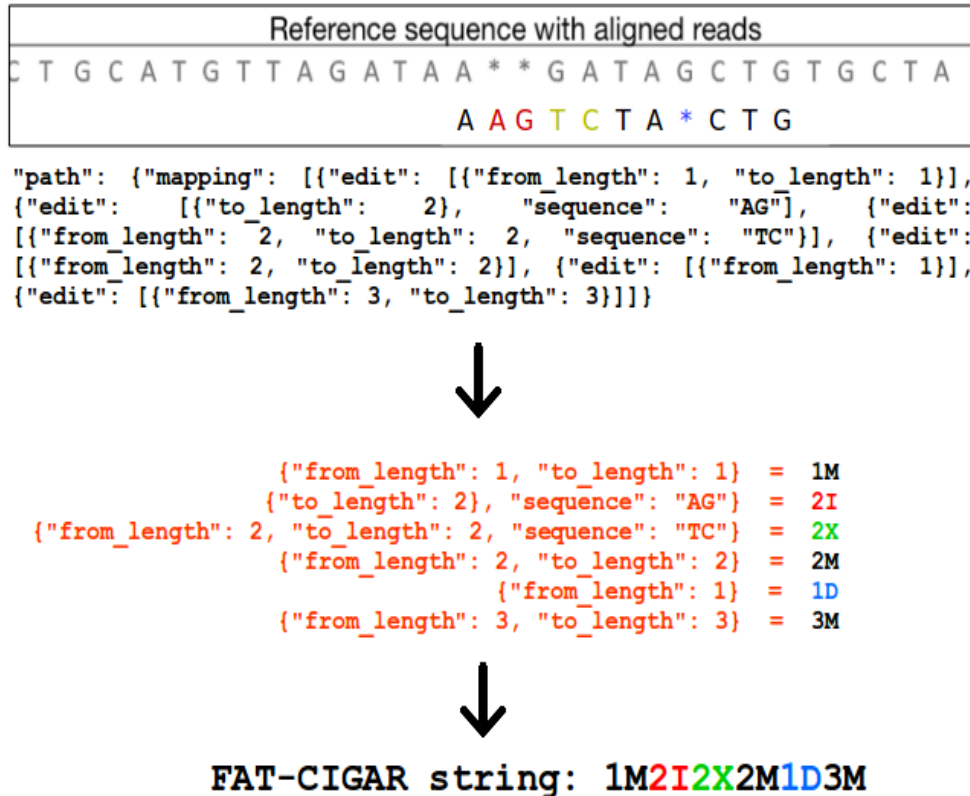 Reference sequence with aligned reads
C T G C A T G T T A G A T A A * * G A T A G C T G T G C T A
A A G T C T A * C T G
"path": {"mapping": [{"edit": [{"from_length": 1, "to_length": 1}],
{"edit": [{"to_length": 2}, "sequence": "AG"], {"edit":
[{"from_length": 2, "to_length": 2, "sequence": "TC"}], {"edit":
[{"from_length": 2, "to_length": 2}], {"edit": [{"from_length": 1}],
{"edit": [{"from_length": 3, "to_length": 3}]]}
{"from_length": 1, "to_length": 1} = 1M
{"to_length": 2}, "sequence": "AG"} = 2I
{"from_length": 2, "to_length": 2, "sequence": "TC"} = 2X
{"from_length": 2, "to_length": 2} = 2M
{"from_length": 1} = 1D
{"from_length": 3, "to_length": 3} = 3M
FAT-CIGAR string: 1M2I2X2M1D3M